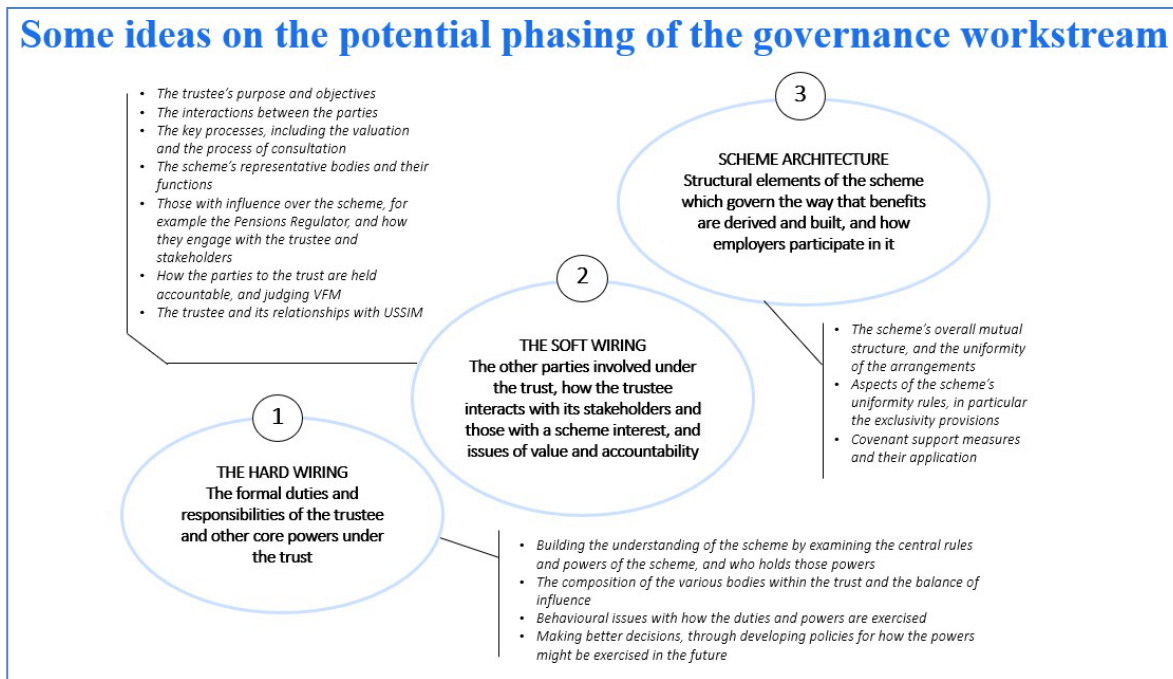 Some ideas on the potential phasing of the governance workstream
• The trustee's purpose and objectives
• The interactions between the parties
• The key processes, including the valuation
and the process of consultation
• The scheme's representative bodies and their
functions
• Those with influence over the scheme, for
example the Pensions Regulator, and how
they engage with the trustee and
stakeholders
• How the parties to the trust are held
accountable, and judging VFM
• The trustee and its relationships with USSIM
1
THE HARD WIRING
The formal duties and
responsibilities of the trustee
and other core powers under
the trust
2
THE SOFT WIRING
The other parties involved under
the trust, how the trustee
interacts with its stakeholders and
those with a scheme interest, and
issues of value and accountability
3
SCHEME ARCHITECTURE
Structural elements of the scheme
which govern the way that benefits
are derived and built, and how
employers participate in it
• The scheme's overall mutual
structure, and the uniformity
of the arrangements
• Aspects of the scheme's
uniformity rules, in particular
the exclusivity provisions
• Covenant support measures
and their application
• Building the understanding of the scheme by examining the central rules
and powers of the scheme, and who holds those powers
• The composition of the various bodies within the trust and the balance of
influence
• Behavioural issues with how the duties and powers are exercised
• Making better decisions, through developing policies for how the powers
might be exercised in the future